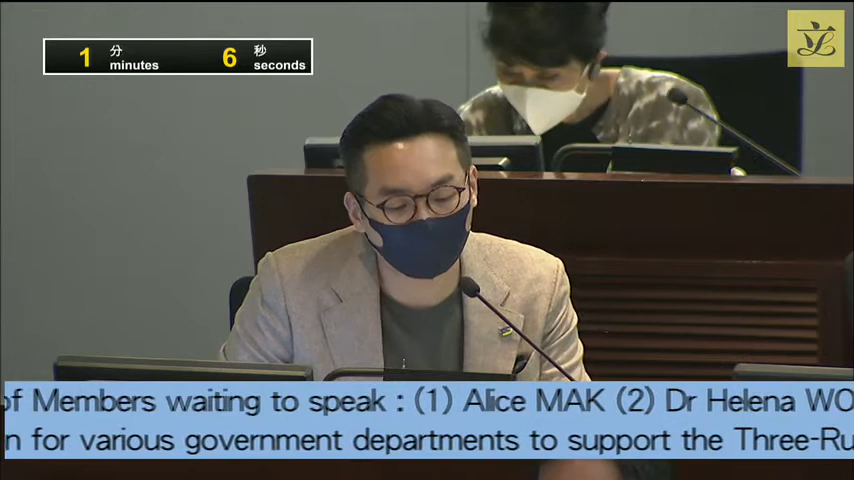 1 分 minutes 6 秒 seconds
of Members waiting to speak : (1) Alice MAK (2) Dr Helena WO
n for various government departments to support the Three-Ru